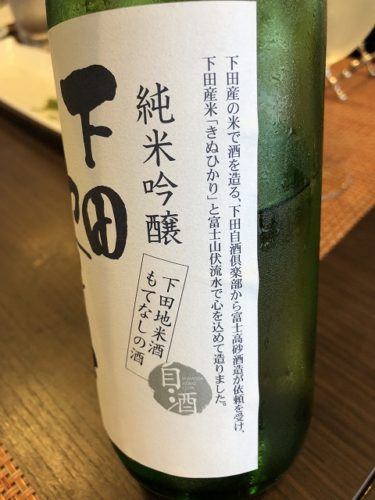 下田産の米で酒を造る、下田自酒倶楽部から富士高砂酒造が依頼を受け、
下田産米「きぬひかり」と富士山伏流水で心を込めて造りました。
純米吟醸
下田
下田地米酒
もてなしの酒
自酒